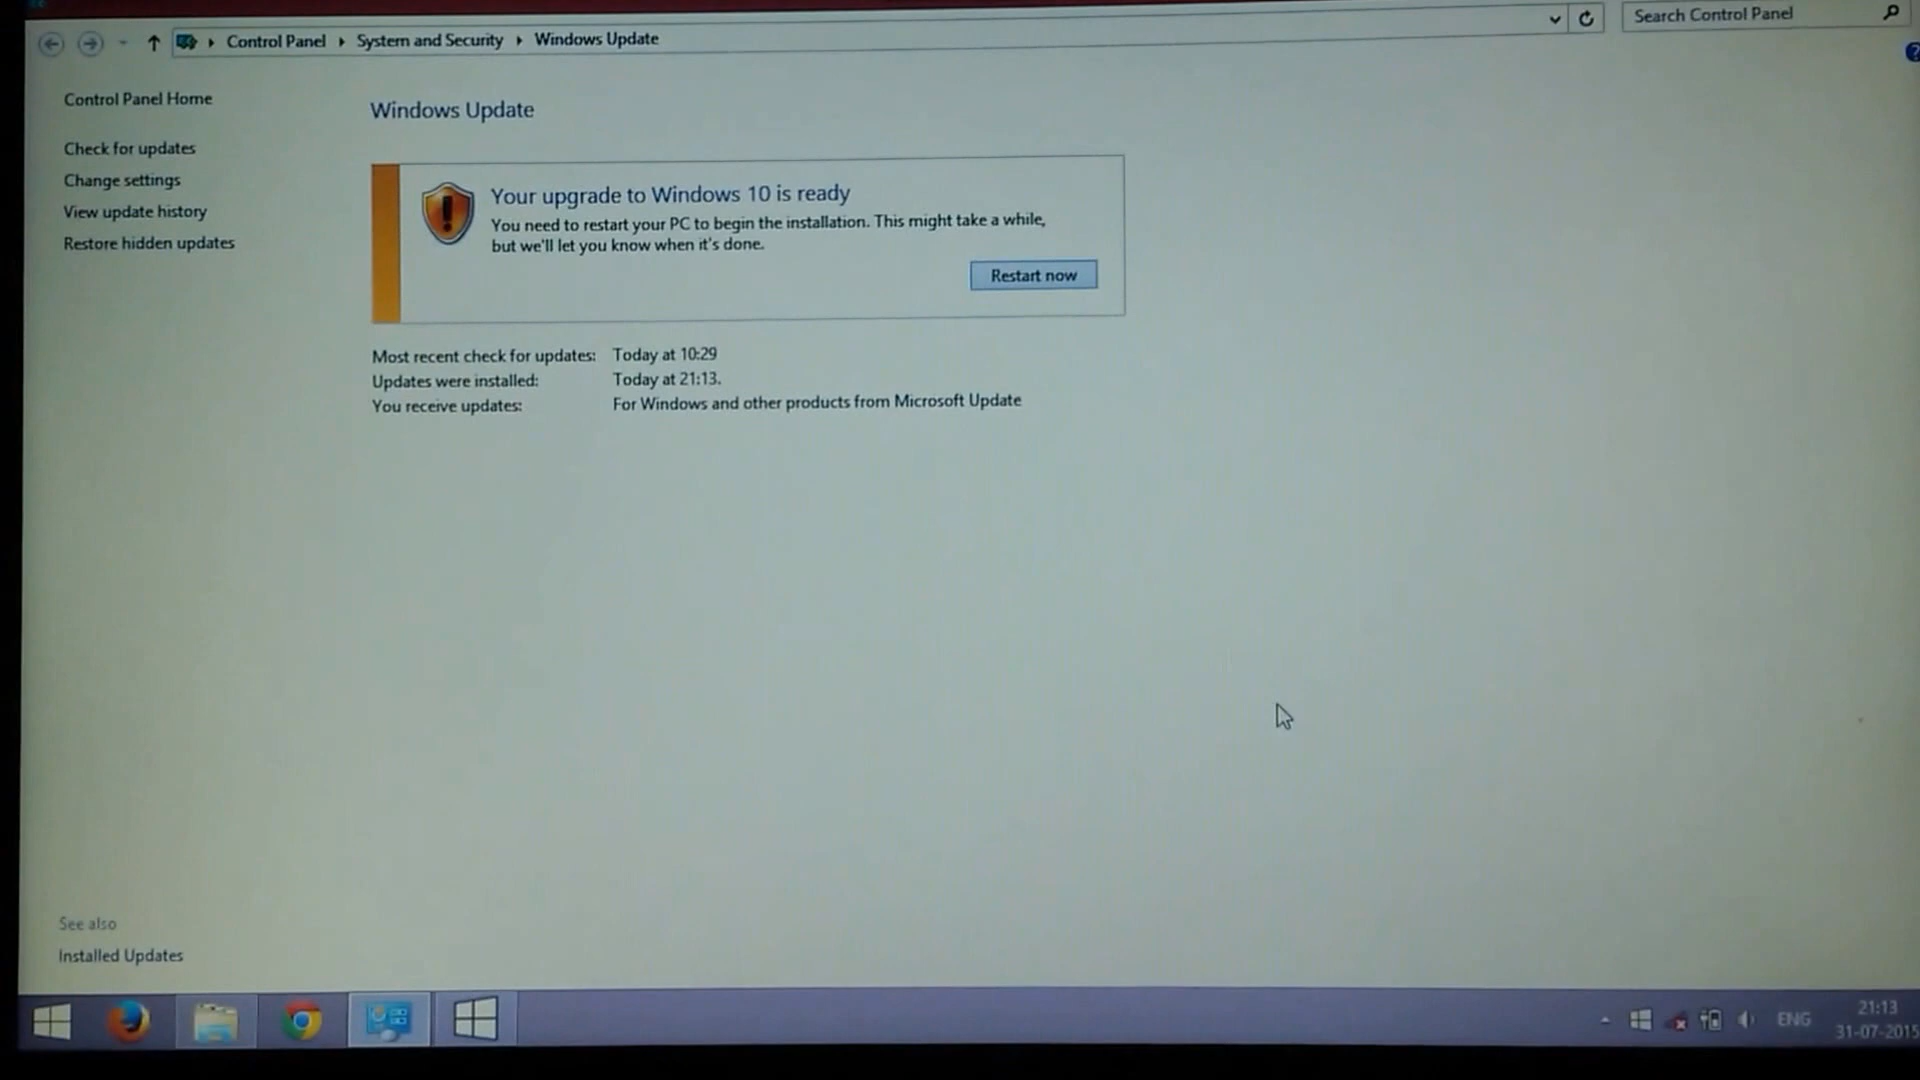 Control Panel System and Security Windows Update
Search Control Panel
Control Panel Home
Check for updates
Change settings
View update history
Restore hidden updates
Windows Update
Your upgrade to Windows 10 is ready
You need to restart your PC to begin the installation. This might take a while,
but we'll let you know when it's done.
Restart now
Most recent check for updates: Today at 10:29
Updates were installed: Today at 21:13.
You receive updates: For Windows and other products from Microsoft Update
See also
Installed Updates
ENG
21:13
31-07-2015